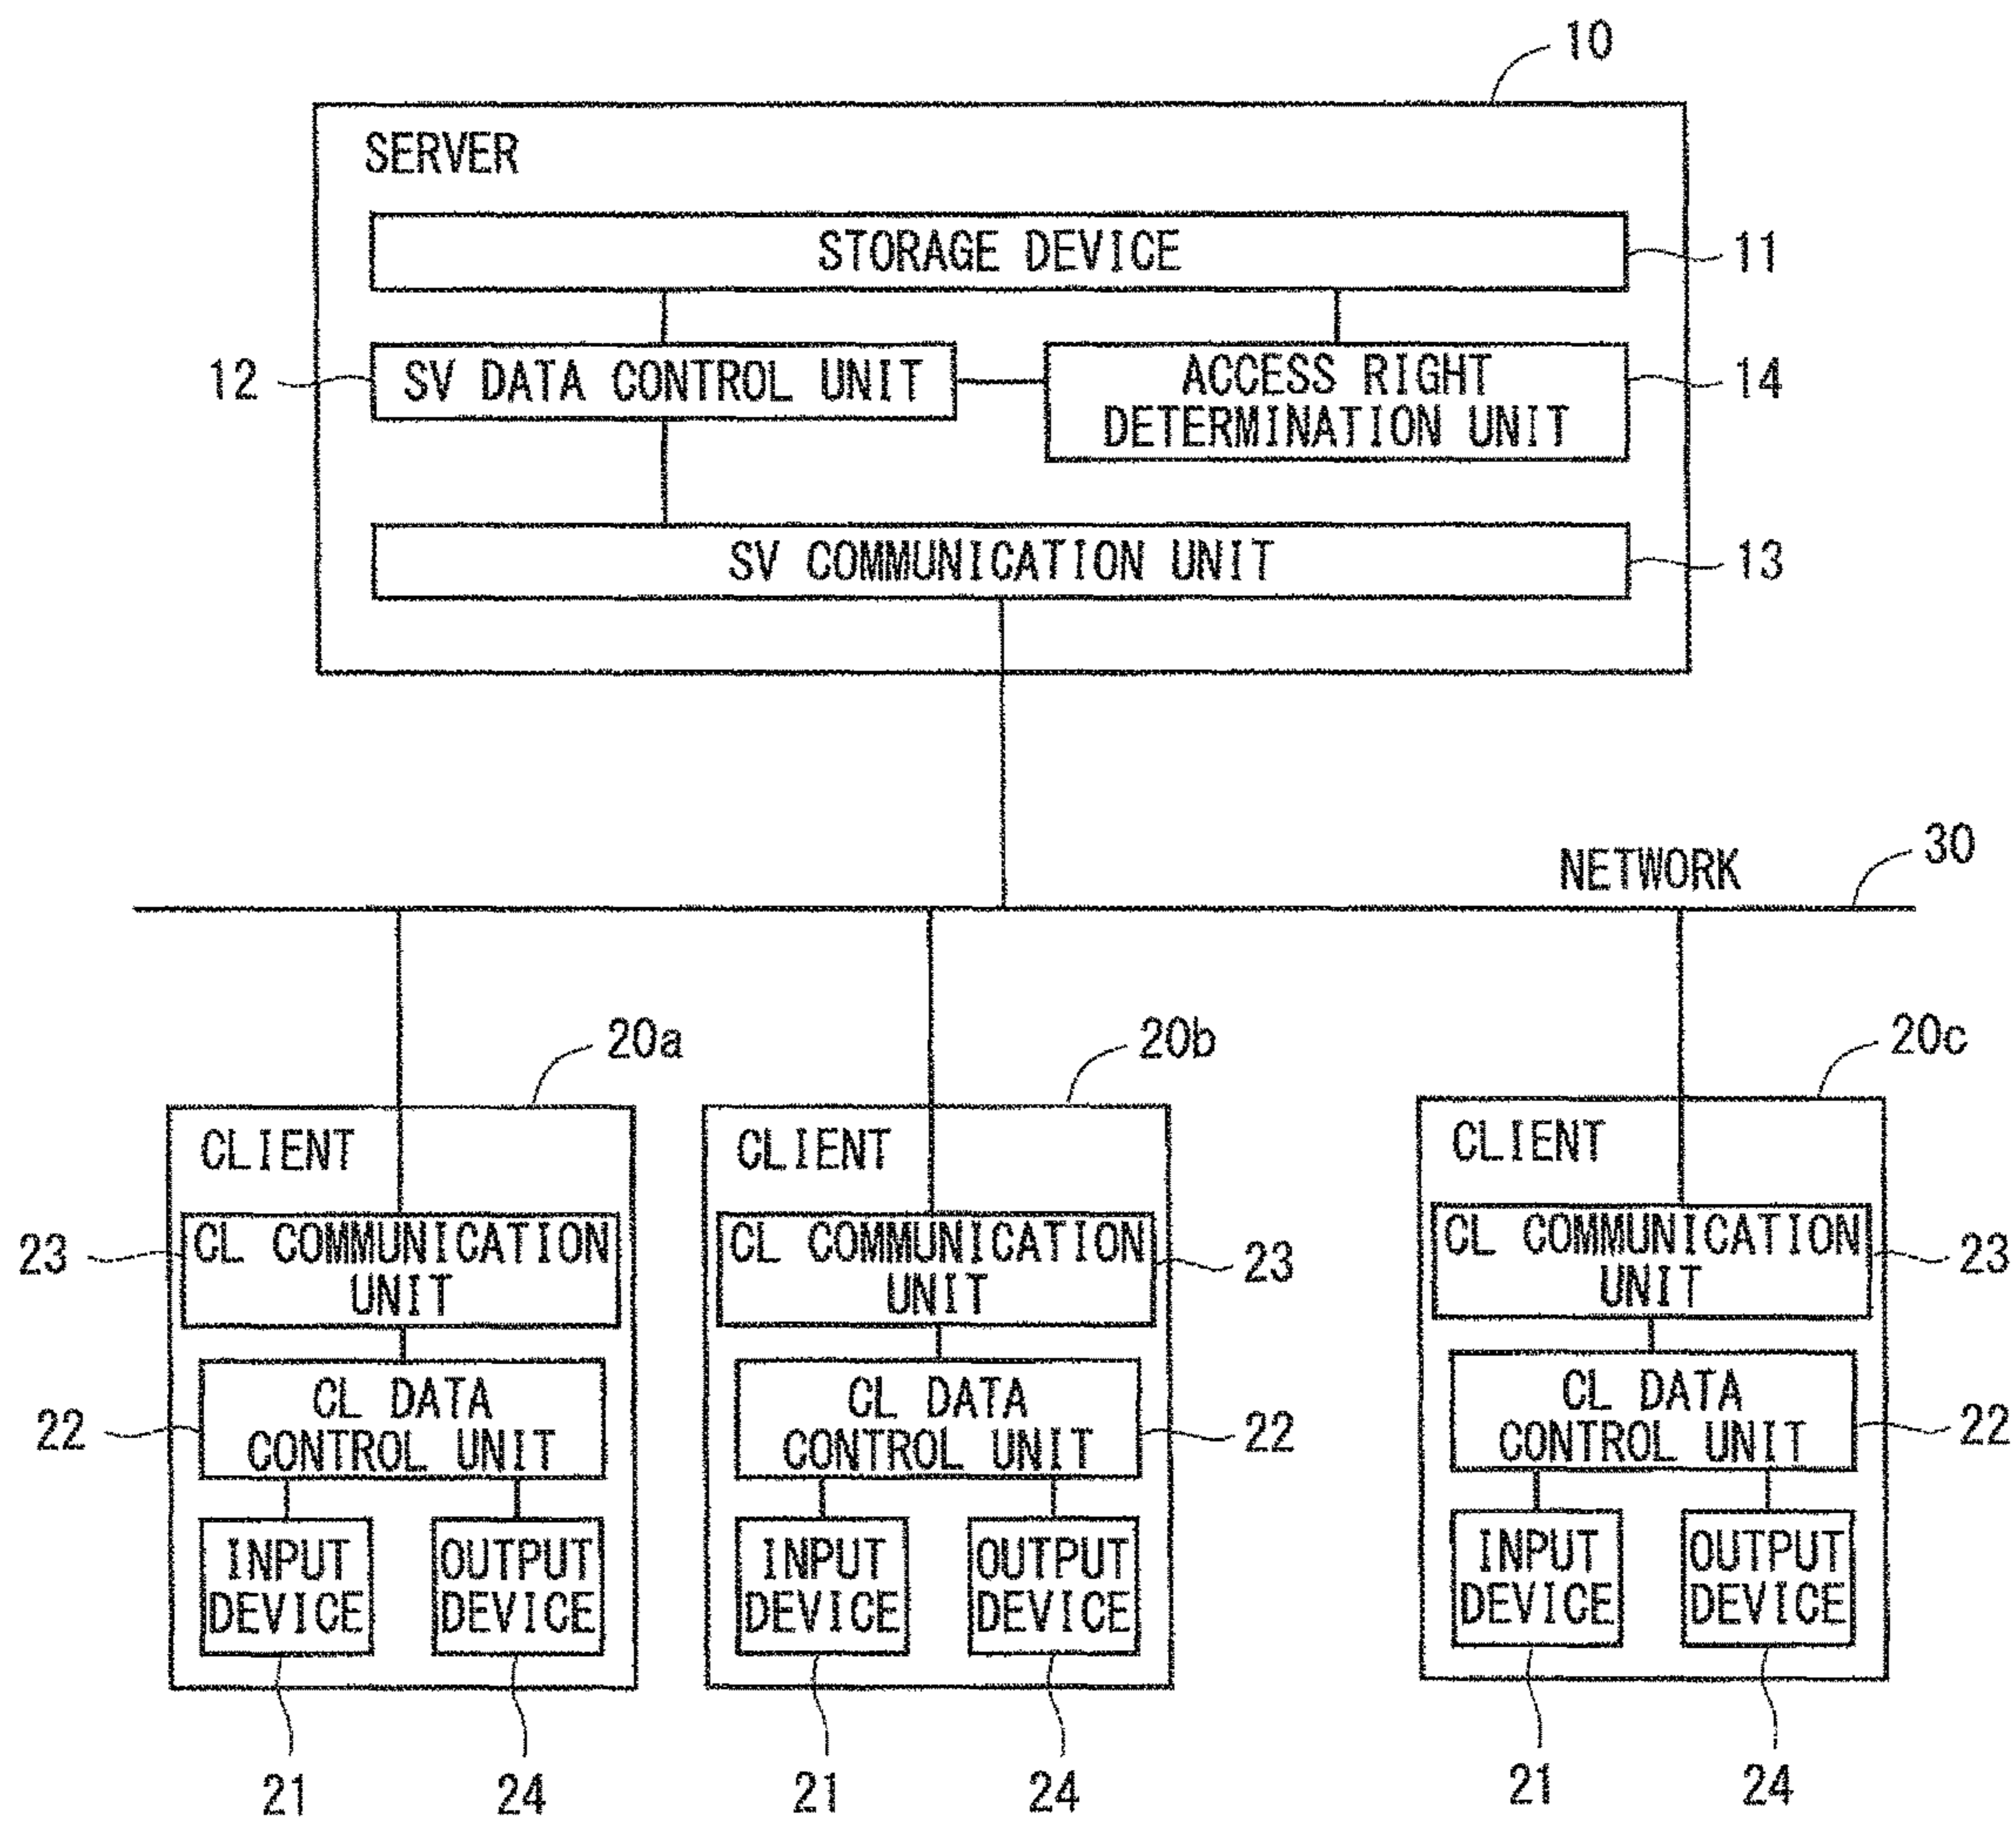 10
SERVER
STORAGE DEVICE
11
12
SV DATA CONTROL UNIT
ACCESS RIGHT
DETERMINATION UNIT
14
SV COMMUNICATION UNIT
13
NETWORK
30
20a
20b
20c
CLIENT
CLIENT
CLIENT
23
CL COMMUNICATION
UNIT
CL COMMUNICATION
UNIT
23
CL COMMUNICATION
UNIT
23
22
CL DATA
CONTROL UNIT
CL DATA
CONTROL UNIT
22
CL DATA
CONTROL UNIT
22
INPUT
DEVICE
OUTPUT
DEVICE
INPUT
DEVICE
OUTPUT
DEVICE
INPUT
DEVICE
OUTPUT
DEVICE
21
24
21
24
21
24